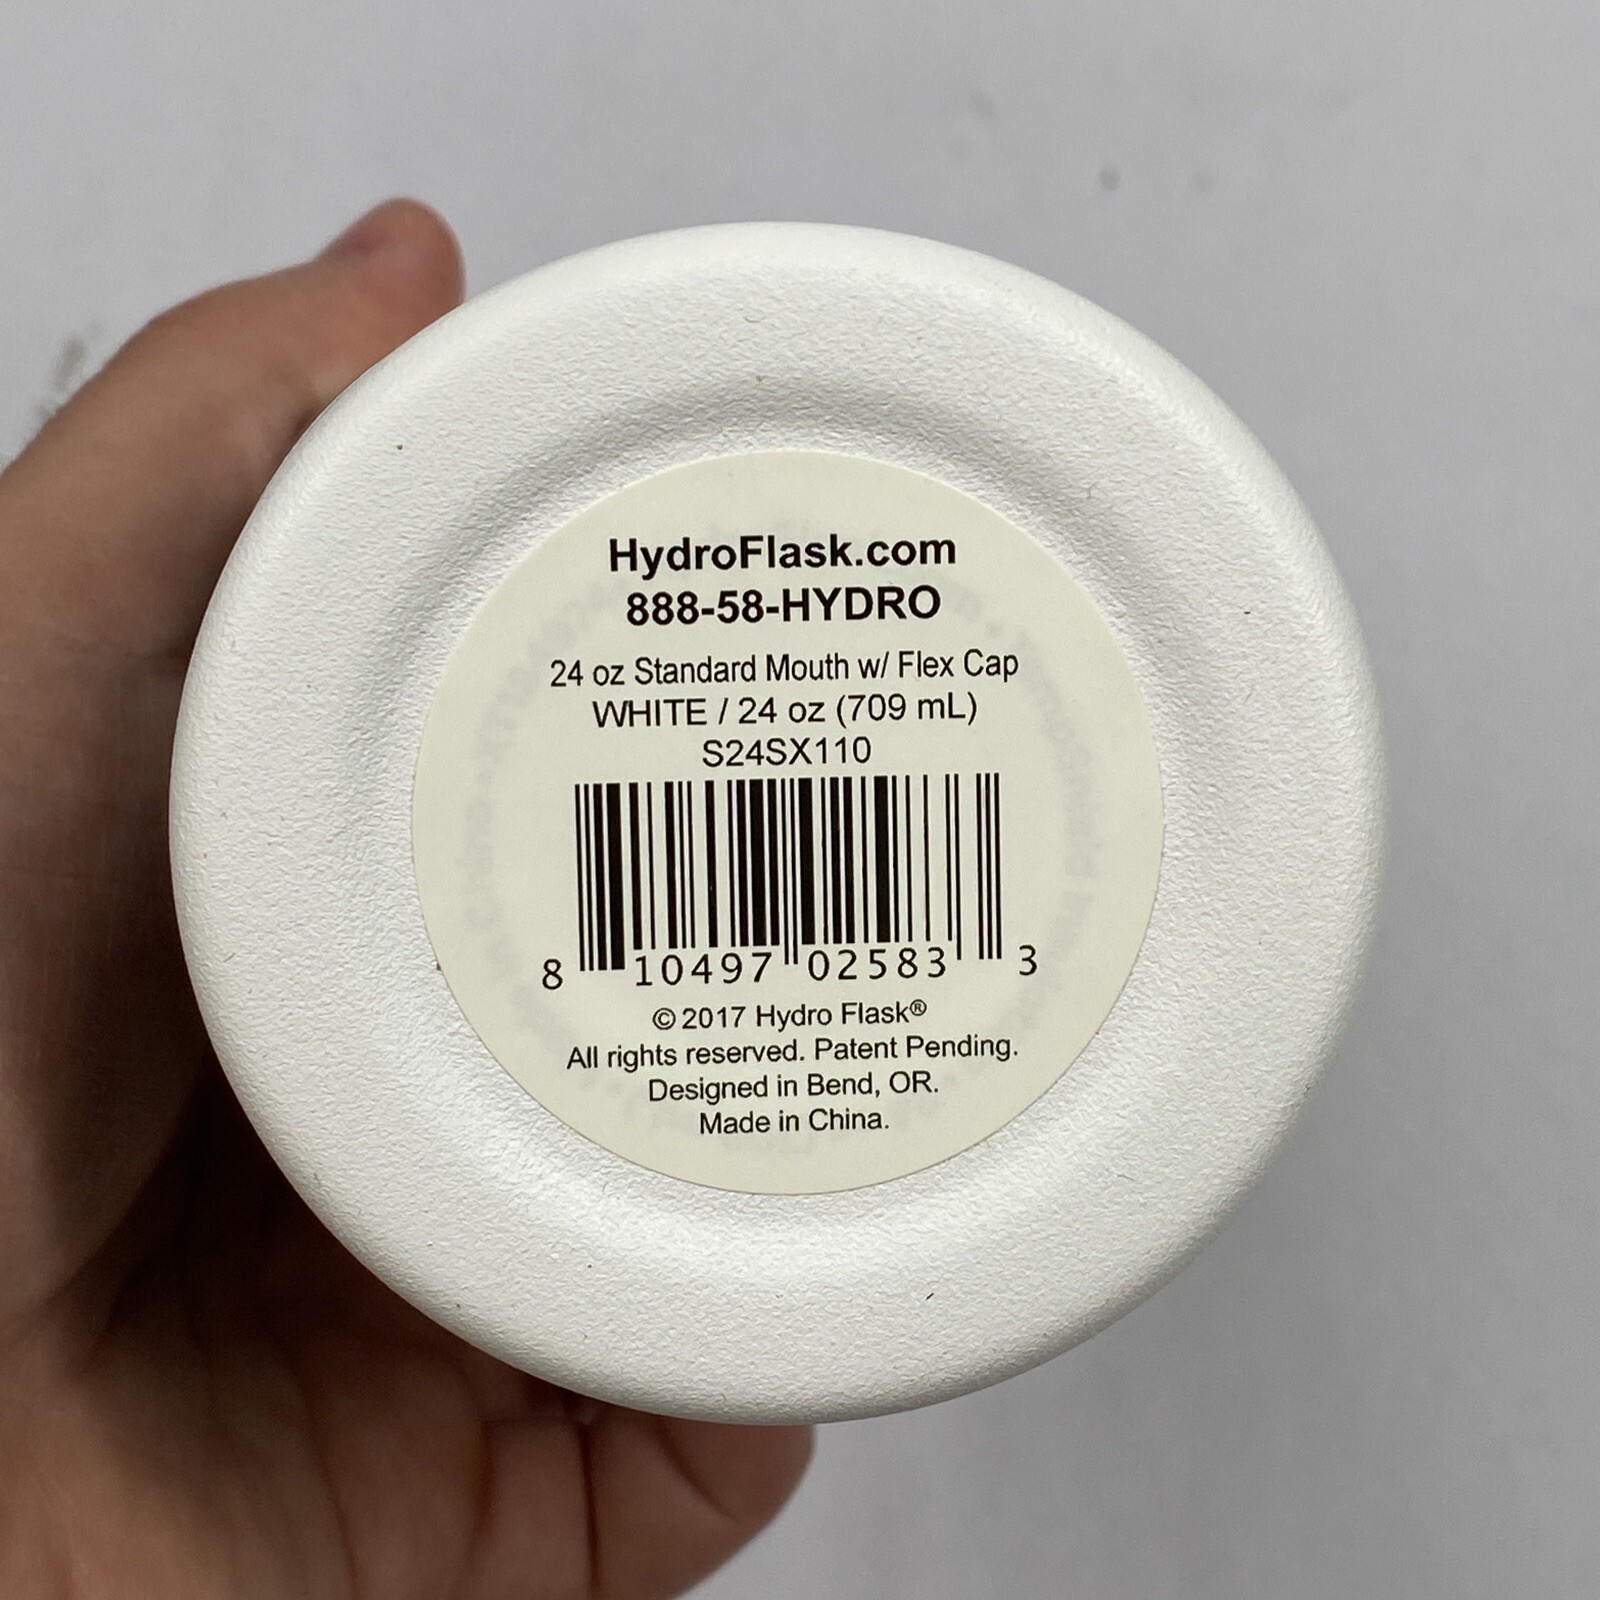 HydroFlask.com
888-58-HYDRO
24 oz Standard Mouth w/ Flex Cap
WHITE / 24 oz (709 mL)
S24SX110
8 10497 02583 3
© 2017 Hydro Flask®
All rights reserved. Patent Pending.
Designed in Bend, OR.
Made in China.